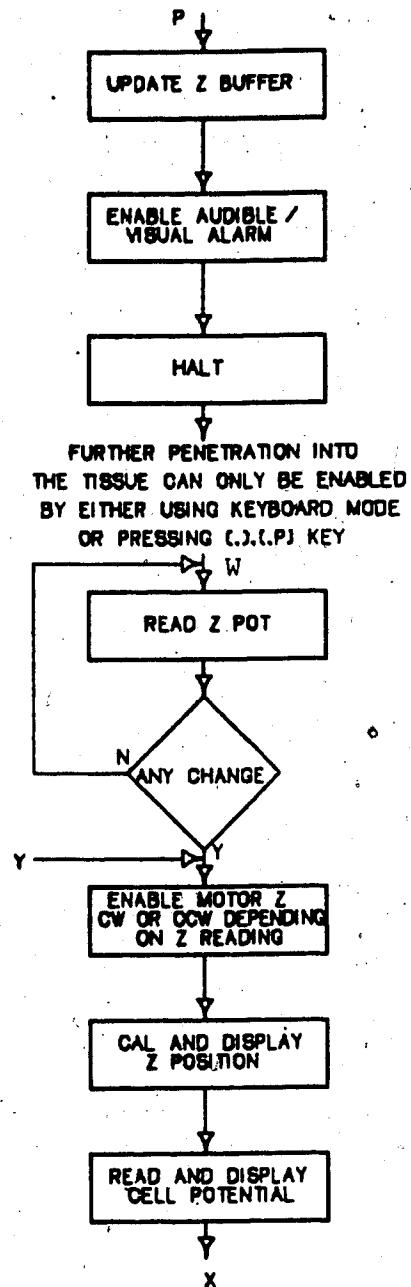 P
UPDATE Z BUFFER
ENABLE AUDIBLE /
VISUAL ALARM
HALT
FURTHER PENETRATION INTO
THE TISSUE CAN ONLY BE ENABLED
BY EITHER USING KEYBOARD MODE
OR PRESSING (.),(.P) KEY
W
READ Z POT
N
ANY CHANGE
Y
Y
ENABLE MOTOR Z
CW OR CCW DEPENDING
ON Z READING
CAL AND DISPLAY
Z POSITION
READ AND DISPLAY
CELL POTENTIAL
X